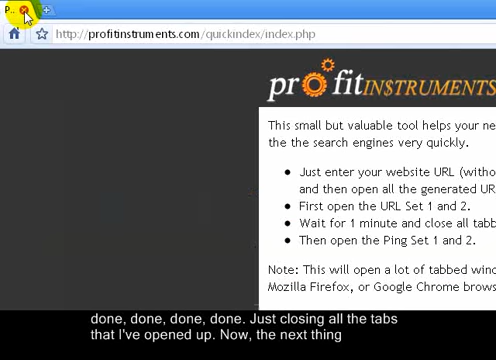 P..
http://profitinstruments.com/quickindex/index.php
profitINSTRUMENTS
This small but valuable tool helps your ne
the the search engines very quickly.
Just enter your website URL (witho
and then open all the generated UR
First open the URL Set 1 and 2.
Wait for 1 minute and close all tabb
Then open the Ping Set 1 and 2.
Note: This will open a lot of tabbed wind
Mozilla Firefox, or Google Chrome brows
done, done, done, done. Just closing all the tabs
that I've opened up. Now, the next thing